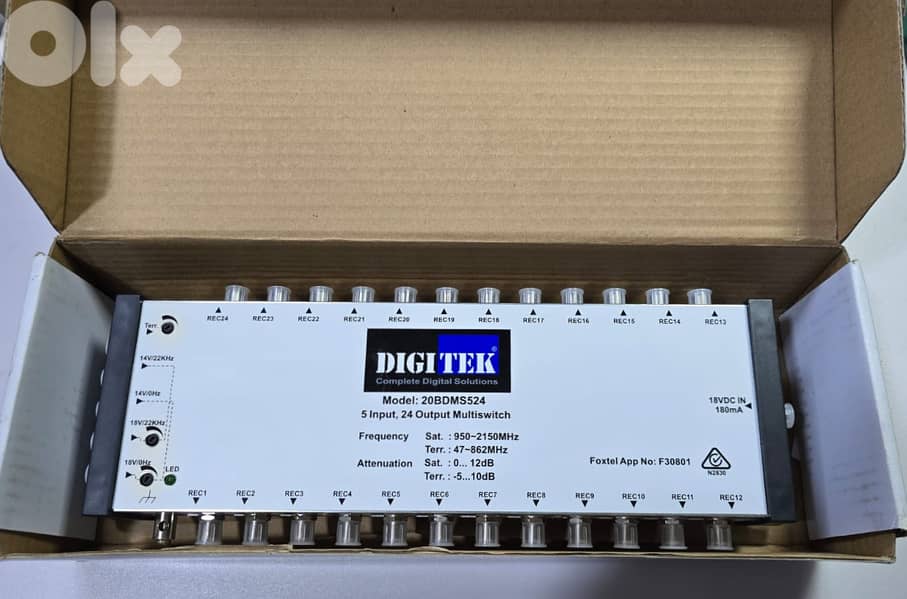 olx
REC24 REC23 REC22 REC21 REC20 REC19 REC18 REC17 REC16 REC15 REC14 REC13
Terr.
14V/22KHz
14V/0Hz
18V/22KHz
18V/0Hz
LED
DIGITEK®
Complete Digital Solutions
Model: 20BDMS524
5 Input, 24 Output Multiswitch
Frequency Sat. : 950~2150MHz
Terr. : 47~862MHz
Attenuation Sat. : 0... 12dB
Terr. : -5...10dB
18VDC IN
180mA
Foxtel App No: F30801
N2830
REC1 REC2 REC3 REC4 REC5 REC6 REC7 REC8 REC9 REC10 REC11 REC12